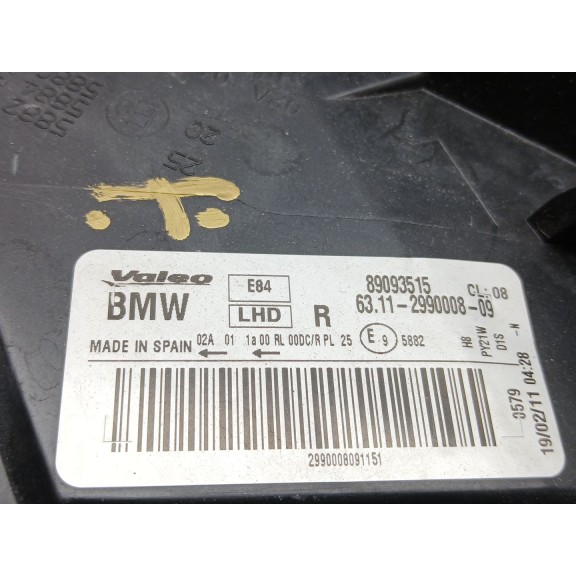 Valeo
BMW
E84
LHD
R
89093515
63.11-2990008-09
CL: 08
MADE IN SPAIN
02A 01 1a 00 RL 00DC/R PL 25
E 9 5882
H8
PY21W
D1S
-N
0579
19/02/11 04:28
2990008091151